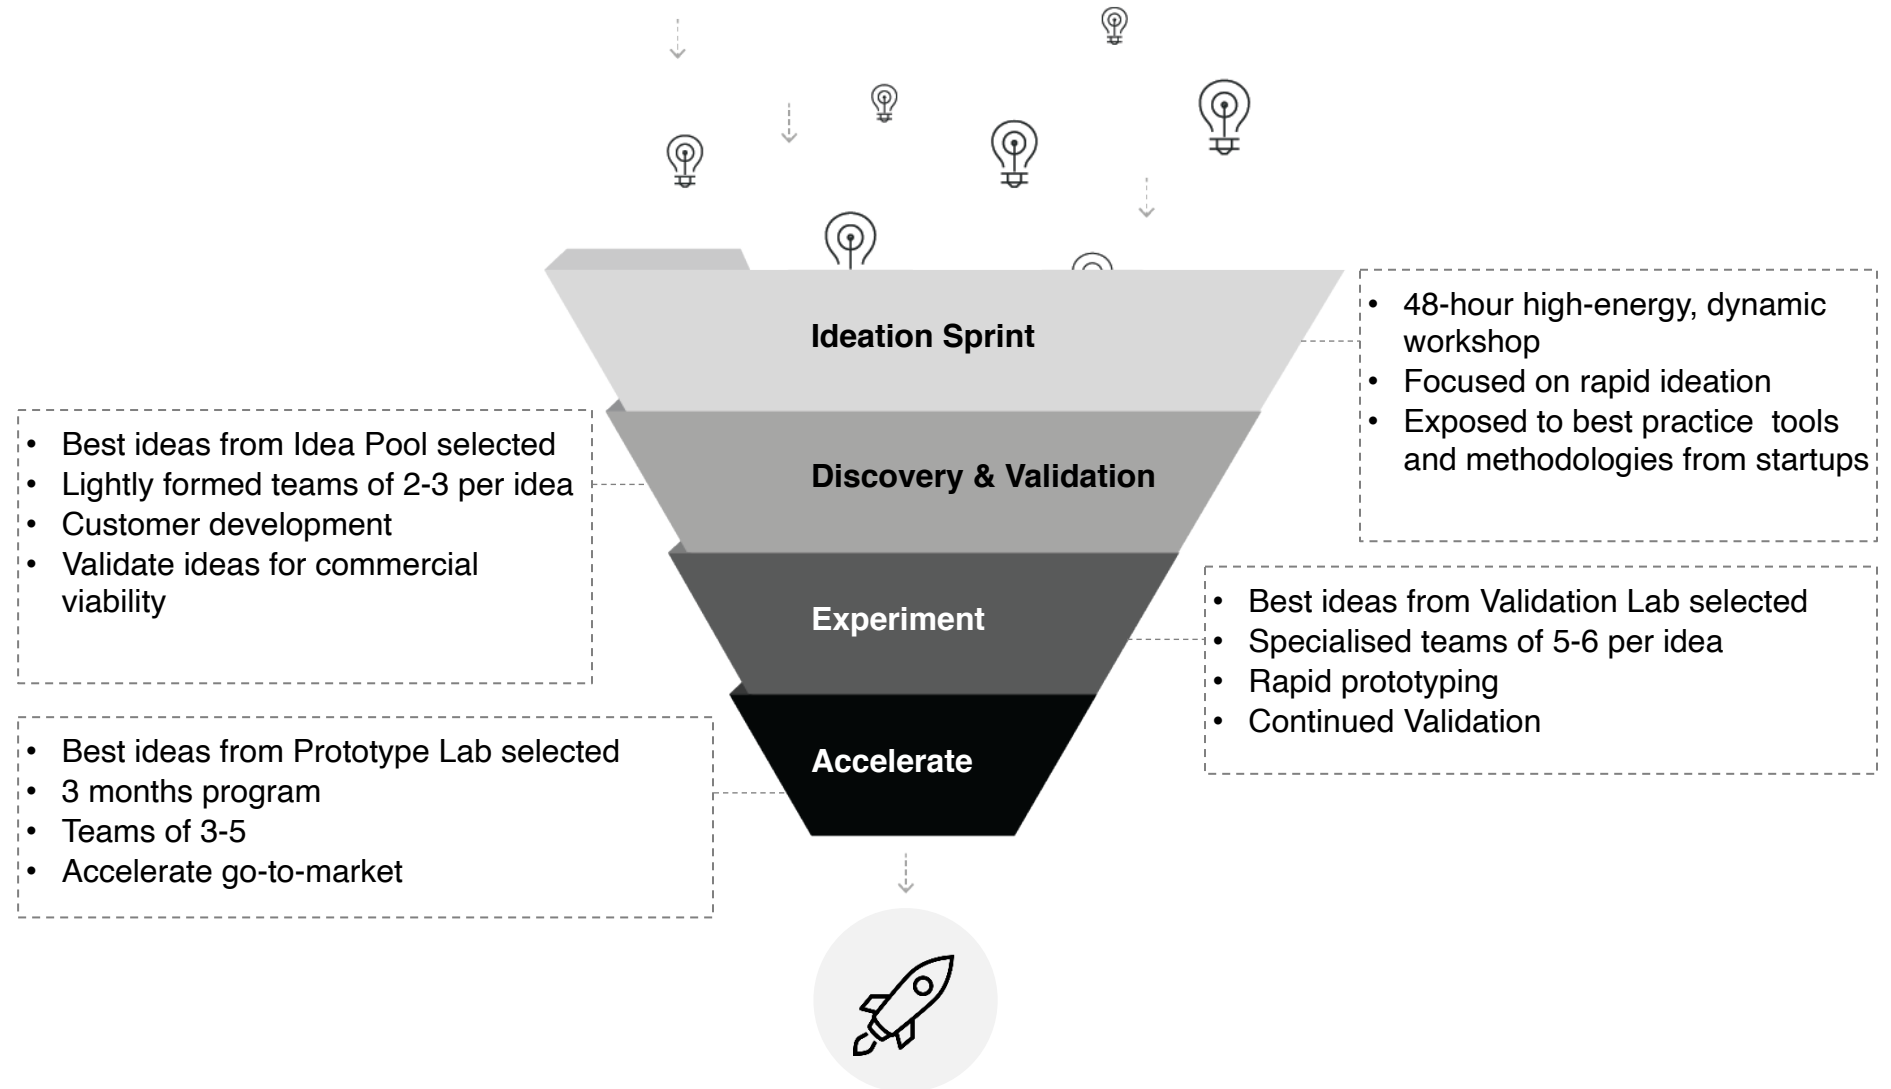 Ideation Sprint
• 48-hour high-energy, dynamic
workshop
• Focused on rapid ideation
• Exposed to best practice  tools
and methodologies from startups
Discovery & Validation
• Best ideas from Idea Pool selected
• Lightly formed teams of 2-3 per idea
• Customer development
• Validate ideas for commercial
viability
Experiment
• Best ideas from Validation Lab selected
• Specialised teams of 5-6 per idea
• Rapid prototyping
• Continued Validation
Accelerate
• Best ideas from Prototype Lab selected
• 3 months program
• Teams of 3-5
• Accelerate go-to-market